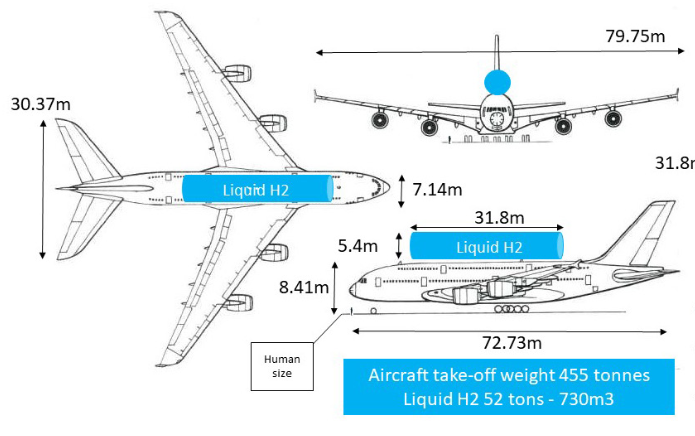 79.75m
30.37m
31.8m
Liquid H2
7.14m
31.8m
5.4m
Liquid H2
8.41m
72.73m
Human
size
Aircraft take-off weight 455 tonnes
Liquid H2 52 tons - 730m3